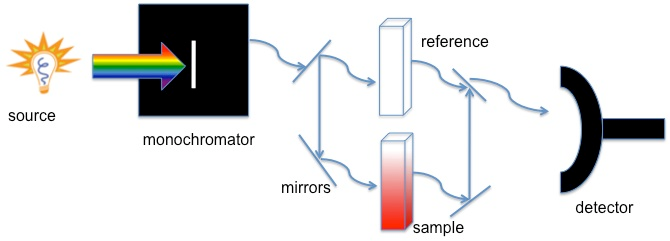 source
monochromator
mirrors
reference
sample
detector